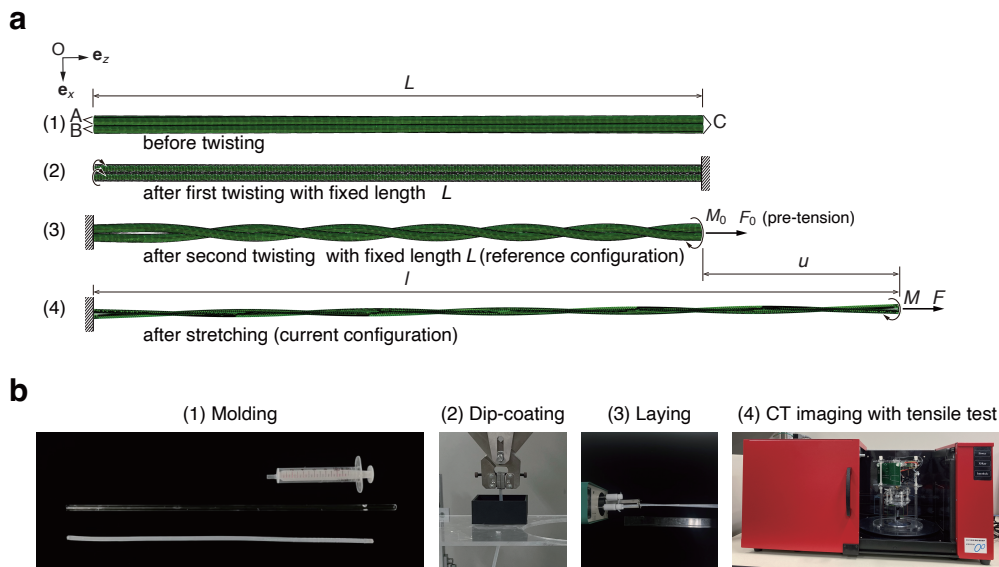 a
O
e_z
e_x
L
(1) A
B
C
before twisting
(2)
after first twisting with fixed length L
(3)
M_0 F_0 (pre-tension)
after second twisting with fixed length L (reference configuration)
u
l
(4)
M F
after stretching (current configuration)
b
(1) Molding
(2) Dip-coating
(3) Laying
(4) CT imaging with tensile test